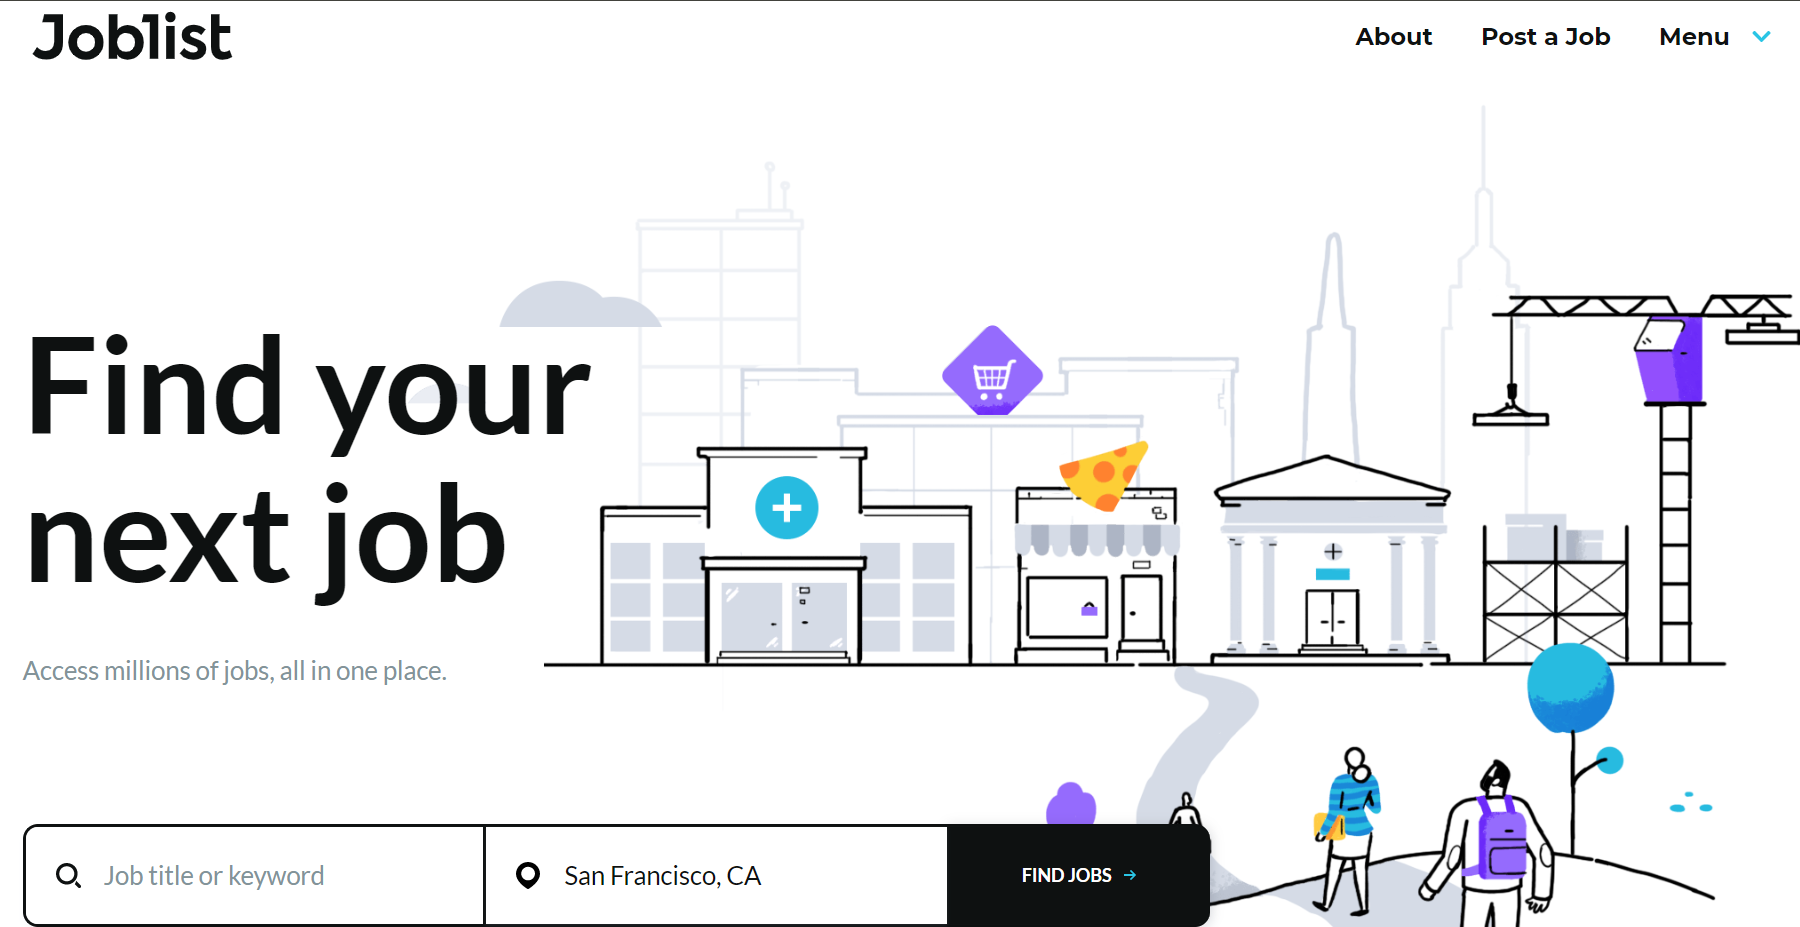 Joblist
About
Post a Job
Menu
Find your
next job
Access millions of jobs, all in one place.
Job title or keyword
San Francisco, CA
FIND JOBS